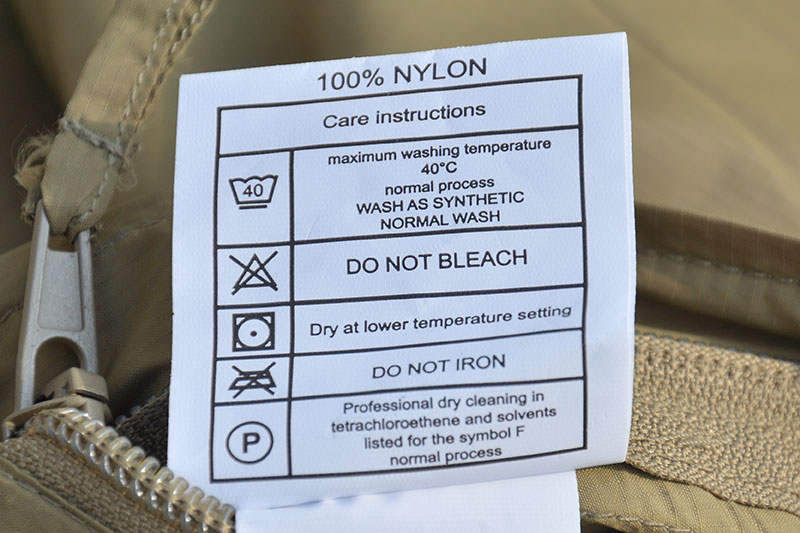 100% NYLON
Care instructions
40
maximum washing temperature
40°C
normal process
WASH AS SYNTHETIC
NORMAL WASH
DO NOT BLEACH
Dry at lower temperature setting
DO NOT IRON
P
Professional dry cleaning in
tetrachloroethene and solvents
listed for the symbol F
normal process